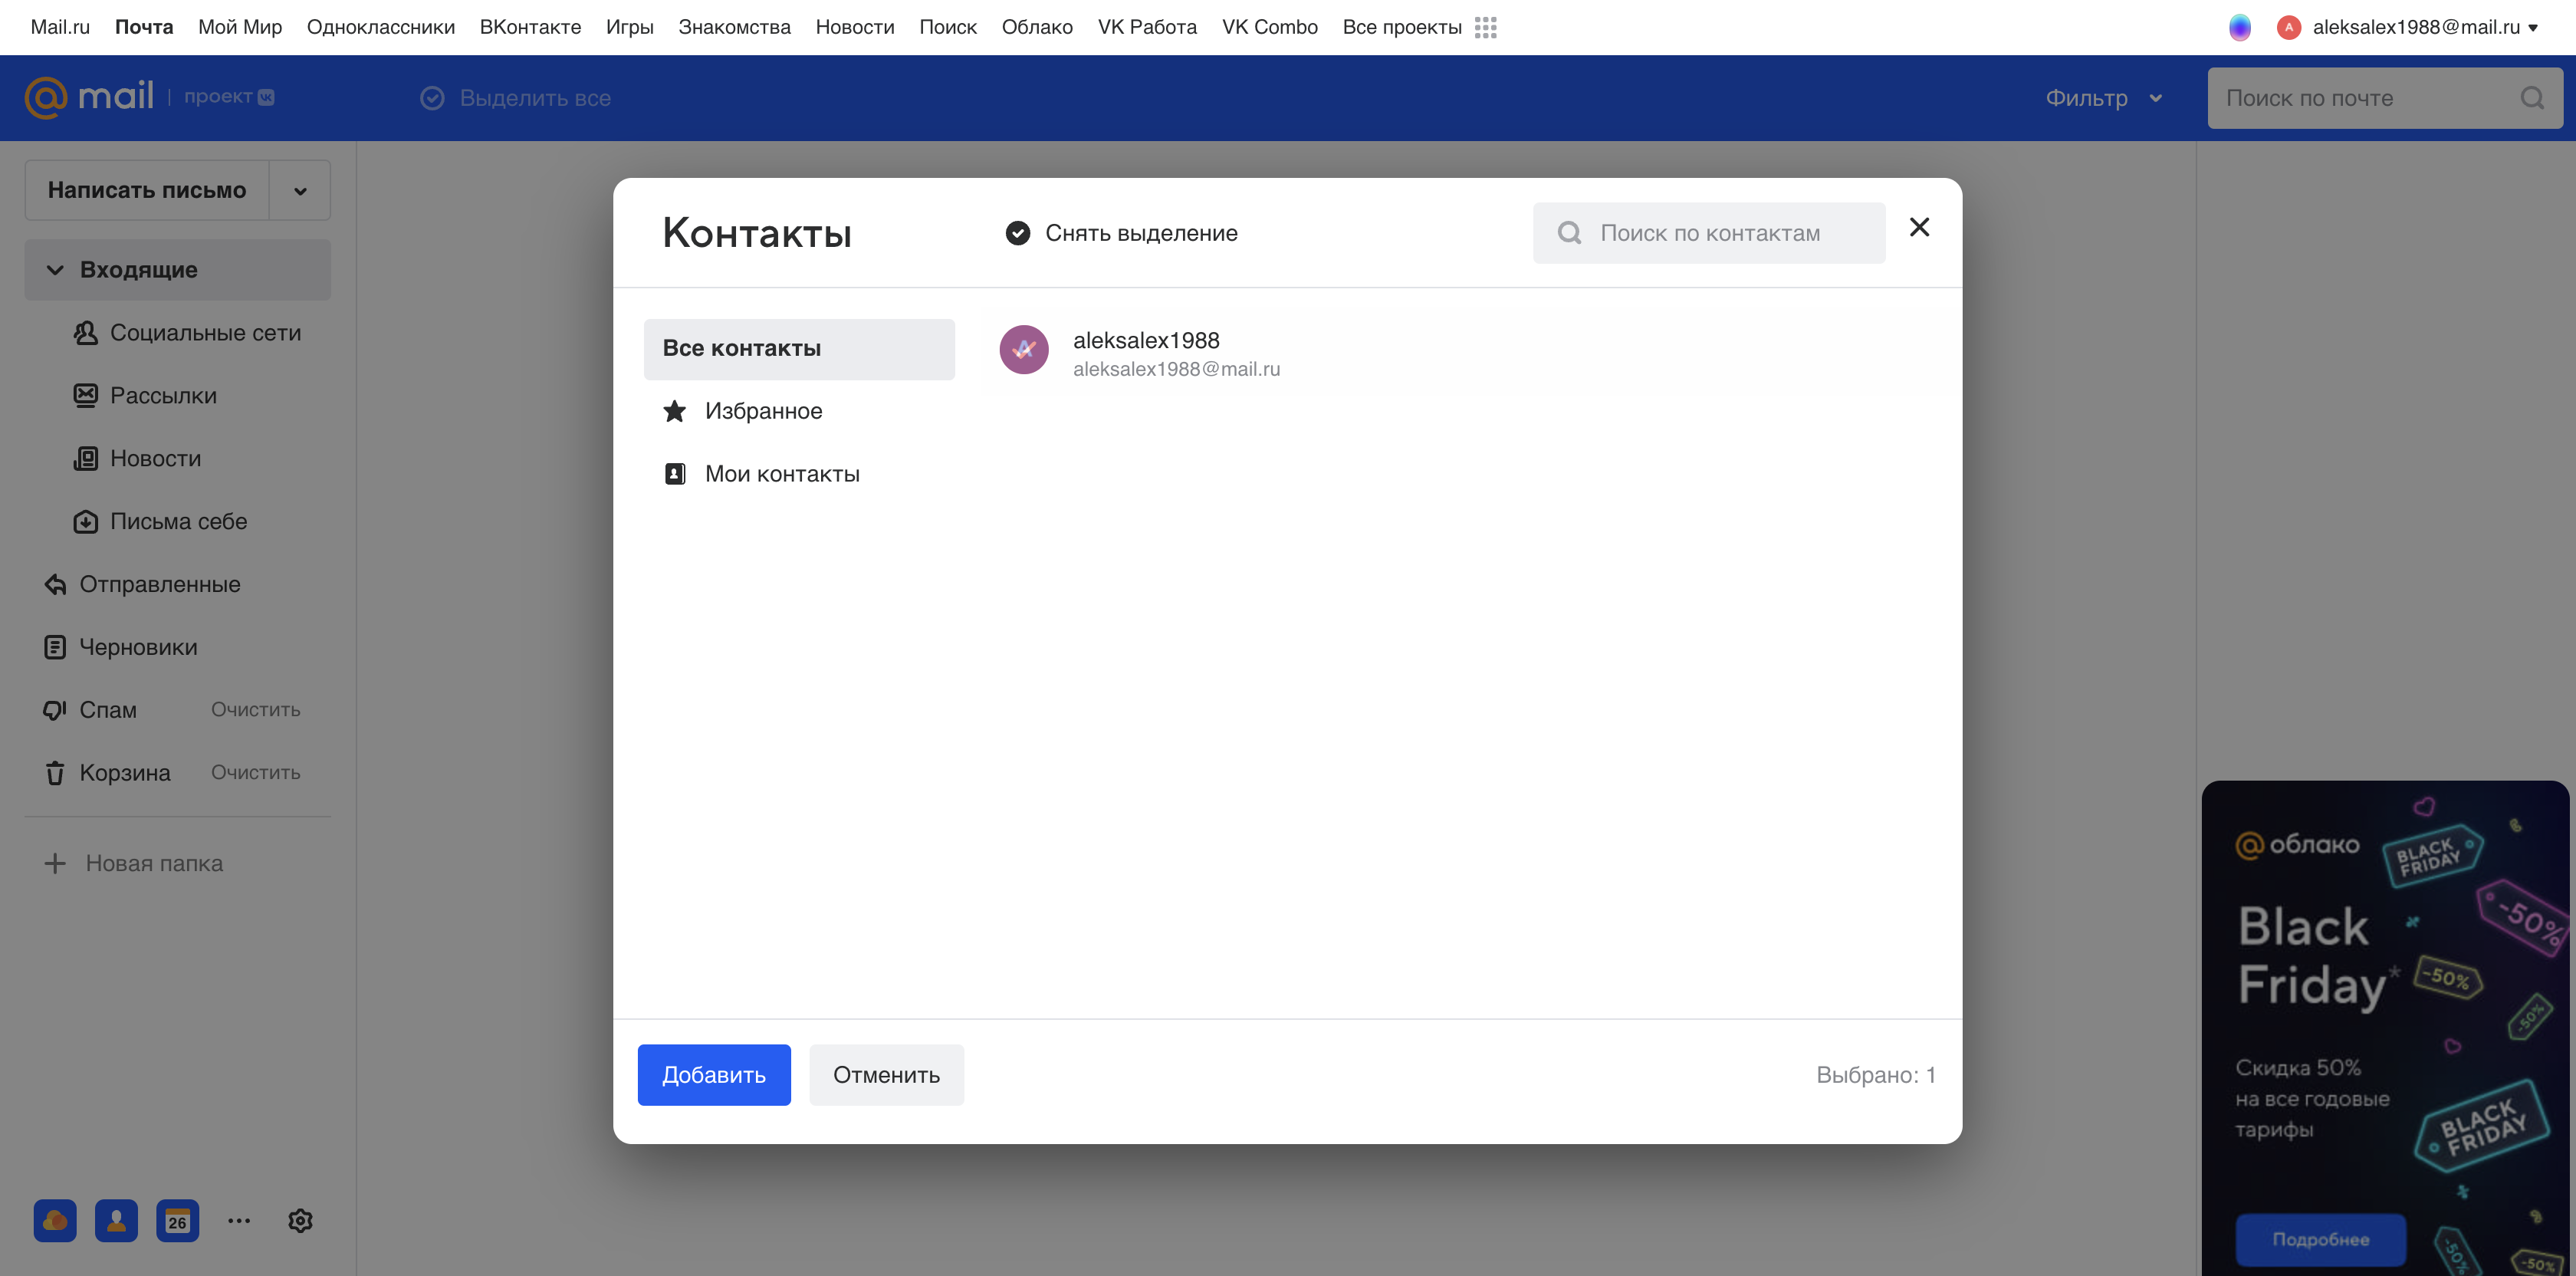 Mail.ru Почта Мой Мир Одноклассники ВКонтакте Игры Знакомства Новости Поиск Облако VK Работа VK Combo Все проекты
A aleksalex1988@mail.ru
@mail проект VK
Выделить все
Фильтр
Поиск по почте
Написать письмо
Входящие
Социальные сети
Рассылки
Новости
Письма себе
Отправленные
Черновики
Спам Очистить
Корзина Очистить
Новая папка
26
Контакты
Снять выделение
Поиск по контактам
Все контакты
Избранное
Мои контакты
aleksalex1988
aleksalex1988@mail.ru
Добавить
Отменить
Выбрано: 1
@ облако
BLACK
FRIDAY
-50%
Black
Friday*
-50%
-50%
Скидка 50%
на все годовые
тарифы
BLACK
FRIDAY
Подробнее
-50%
-50%